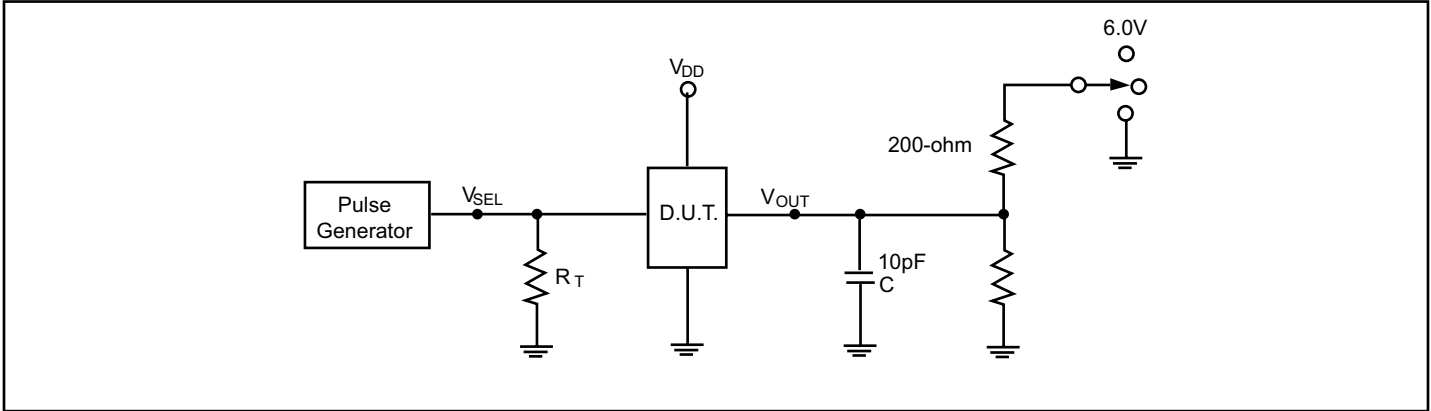 6.0V
VDD
200-ohm
Pulse
Generator
VSEL
D.U.T.
VOUT
RT
10pF
C